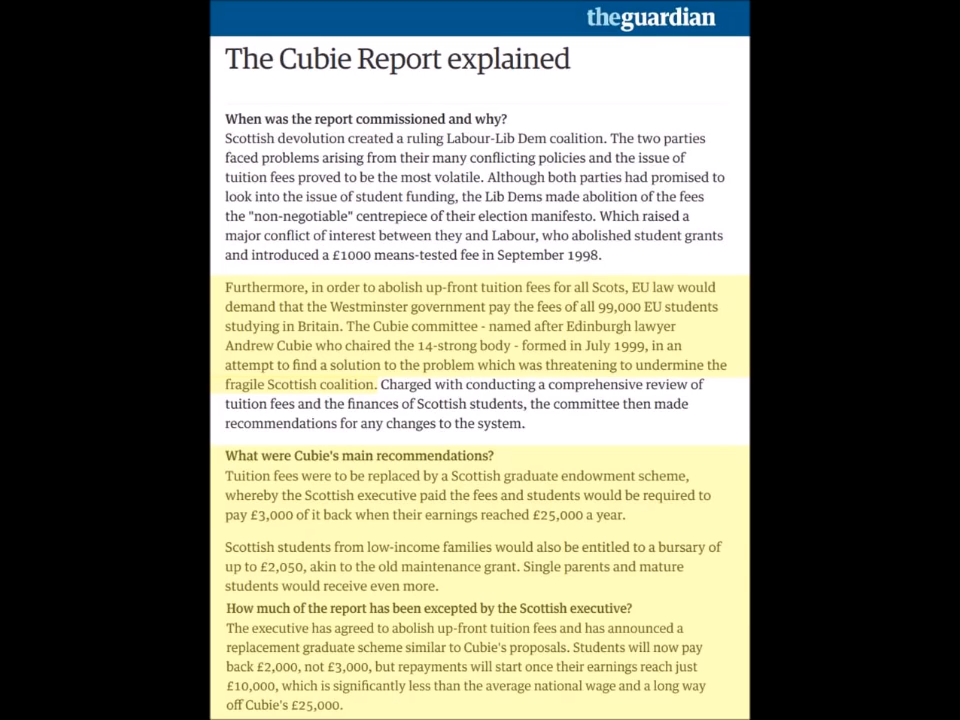 theguardian
The Cubie Report explained
When was the report commissioned and why?
Scottish devolution created a ruling Labour-Lib Dem coalition. The two parties
faced problems arising from their many conflicting policies and the issue of
tuition fees proved to be the most volatile. Although both parties had promised to
look into the issue of student funding, the Lib Dems made abolition of the fees
the "non-negotiable" centrepiece of their election manifesto. Which raised a
major conflict of interest between they and Labour, who abolished student grants
and introduced a £1000 means-tested fee in September 1998.
Furthermore, in order to abolish up-front tuition fees for all Scots, EU law would
demand that the Westminster government pay the fees of all 99,000 EU students
studying in Britain. The Cubie committee - named after Edinburgh lawyer
Andrew Cubie who chaired the 14-strong body - formed in July 1999, in an
attempt to find a solution to the problem which was threatening to undermine the
fragile Scottish coalition. Charged with conducting a comprehensive review of
tuition fees and the finances of Scottish students, the committee then made
recommendations for any changes to the system.
What were Cubie's main recommendations?
Tuition fees were to be replaced by a Scottish graduate endowment scheme,
whereby the Scottish executive paid the fees and students would be required to
pay £3,000 of it back when their earnings reached £25,000 a year.
Scottish students from low-income families would also be entitled to a bursary of
up to £2,050, akin to the old maintenance grant. Single parents and mature
students would receive even more.
How much of the report has been excepted by the Scottish executive?
The executive has agreed to abolish up-front tuition fees and has announced a
replacement graduate scheme similar to Cubie's proposals. Students will now pay
back £2,000, not £3,000, but repayments will start once their earnings reach just
£10,000, which is significantly less than the average national wage and a long way
off Cubie's £25,000.